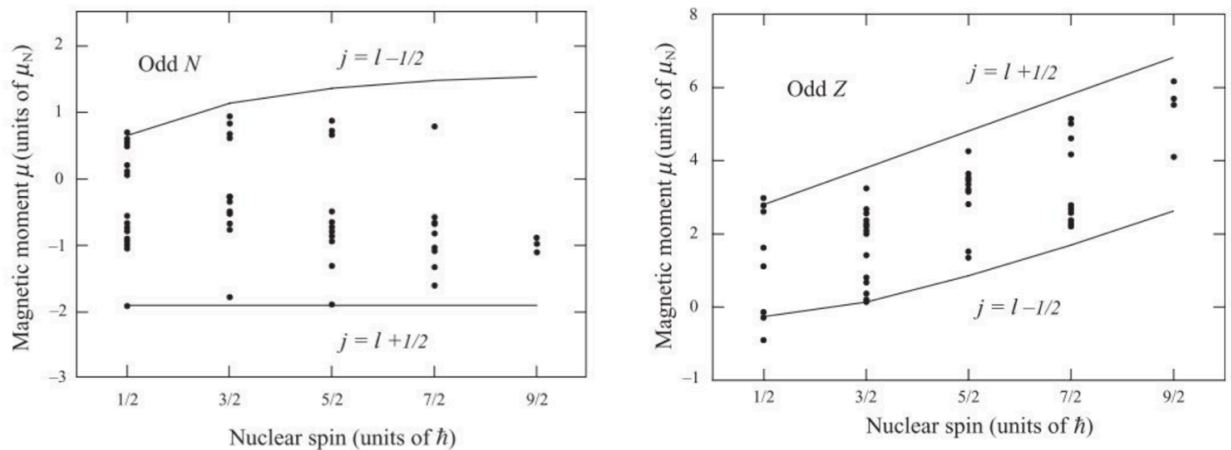 Magnetic moment μ (units of μN)
2
1
0
–1
–2
–3
Odd N
j = l –1/2
j = l +1/2
1/2 3/2 5/2 7/2 9/2
Nuclear spin (units of ħ)
Magnetic moment μ (units of μN)
8
6
4
2
0
–1
Odd Z
j = l +1/2
j = l –1/2
1/2 3/2 5/2 7/2 9/2
Nuclear spin (units of ħ)